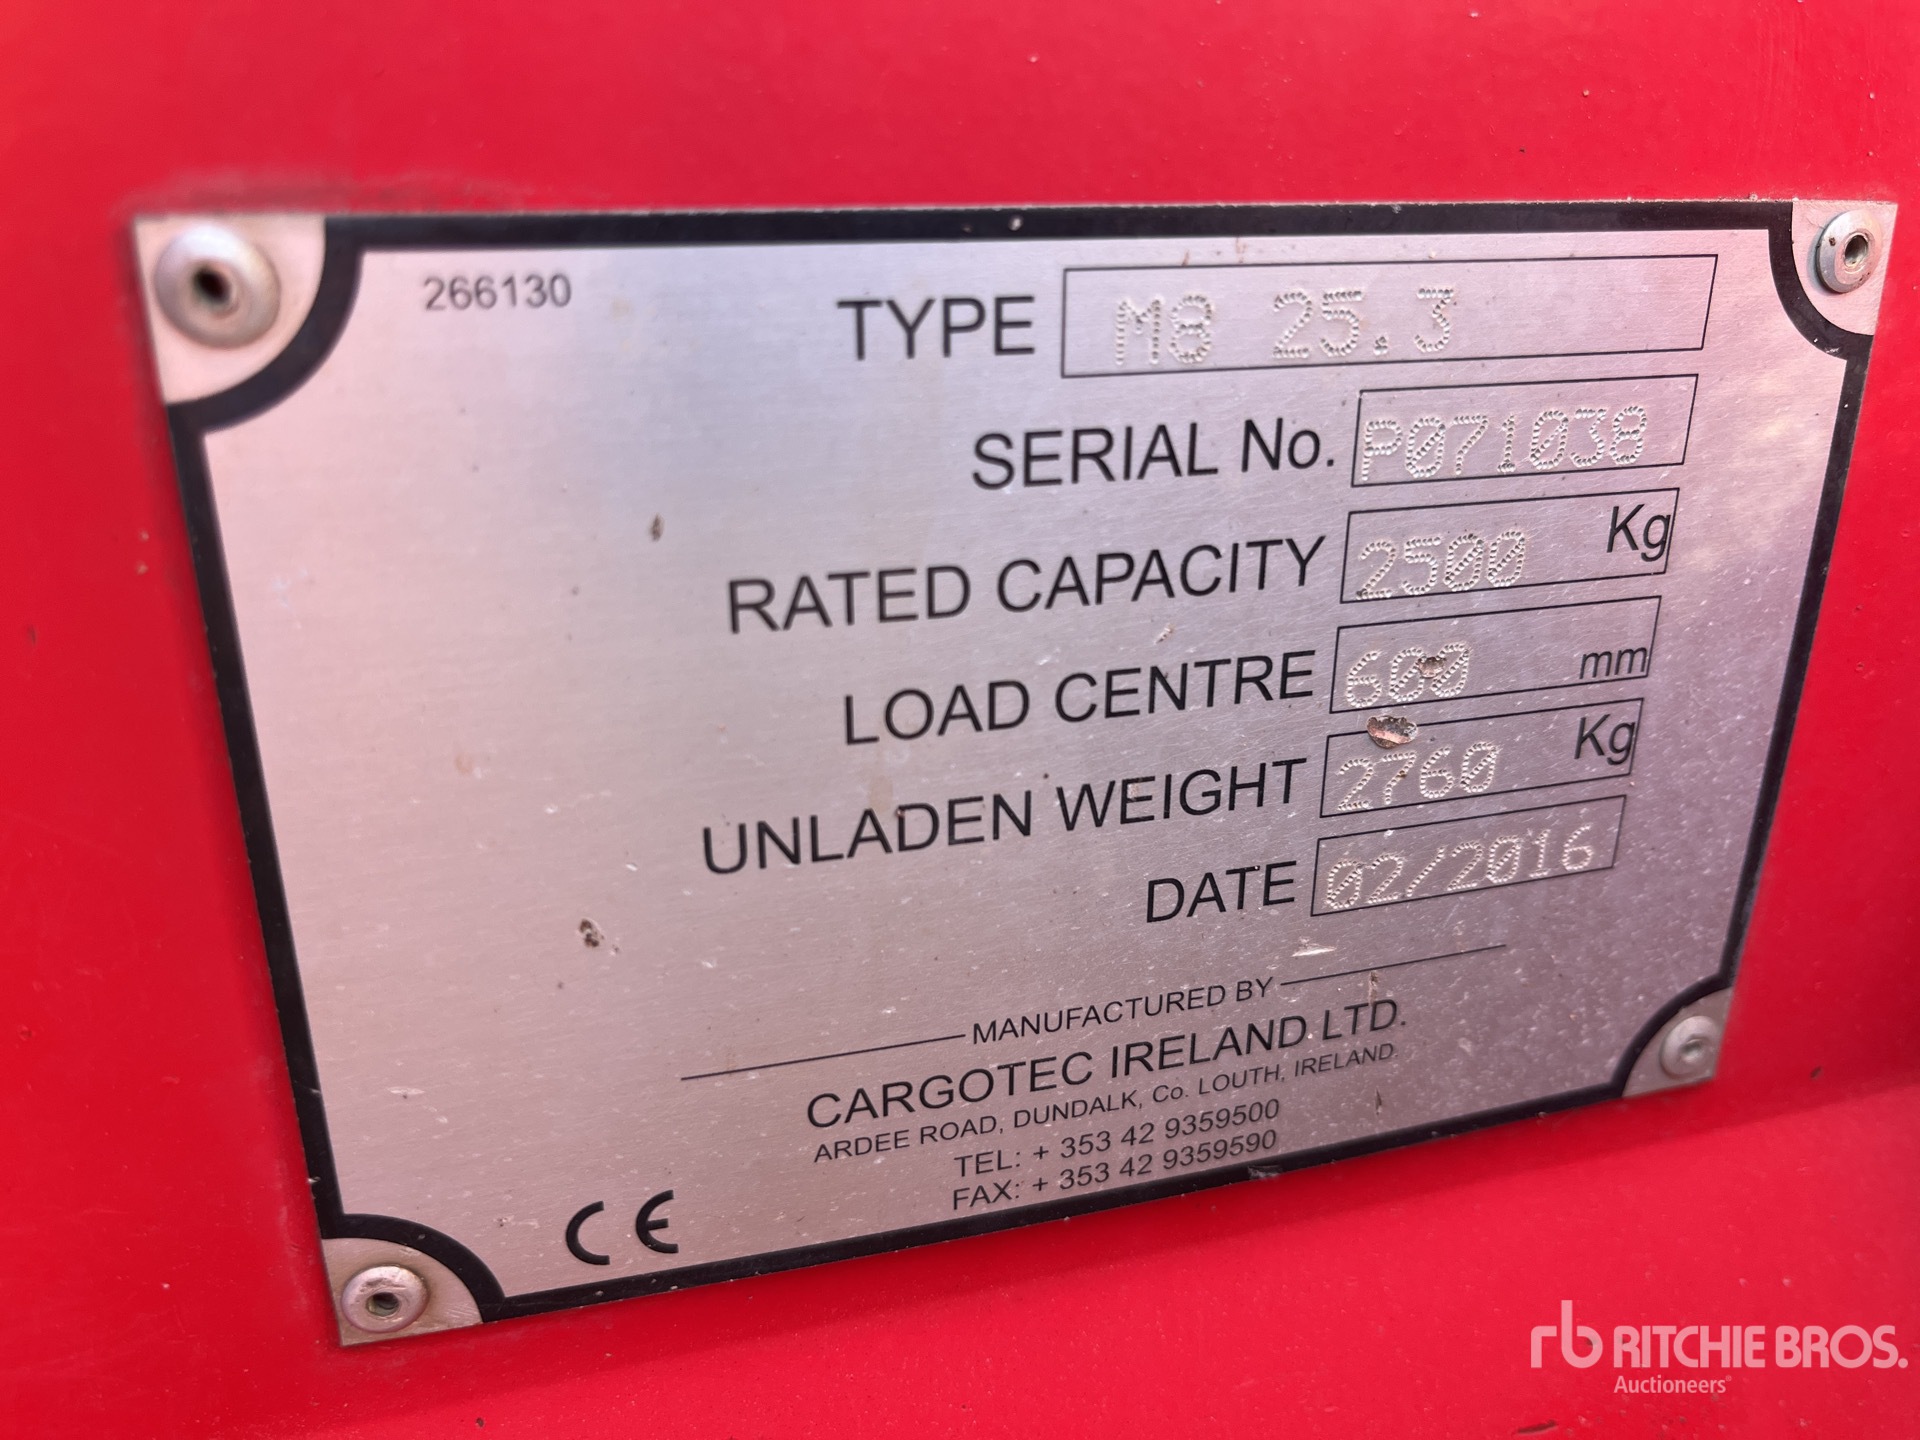 266130
TYPE M8 25.3
SERIAL No. P071038
RATED CAPACITY 2500 Kg
LOAD CENTRE 600 mm
UNLADEN WEIGHT 2760 Kg
DATE 02/2016
MANUFACTURED BY
CARGOTEC IRELAND LTD.
ARDEE ROAD, DUNDALK, Co. LOUTH, IRELAND.
TEL: + 353 42 9359500
FAX: + 353 42 9359590
CE
rb RITCHIE BROS.
Auctioneers